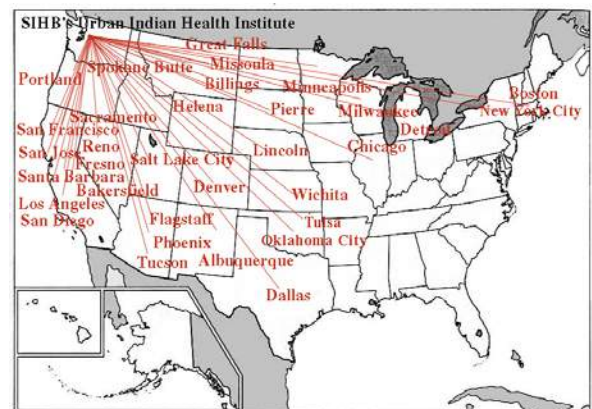 SIHB's Urban Indian Health Institute
Great Falls
Spokane Butte
Missoula
Portland
Billings
Minneapolis
Boston
Helena
Pierre
Milwaukee
New York City
Sacramento
San Francisco
Detroit
Reno
Chicago
San Jose
Fresno
Salt Lake City
Lincoln
Santa Barbara
Bakersfield
Denver
Wichita
Los Angeles
San Diego
Flagstaff
Tulsa
Phoenix
Oklahoma City
Tucson
Albuquerque
Dallas